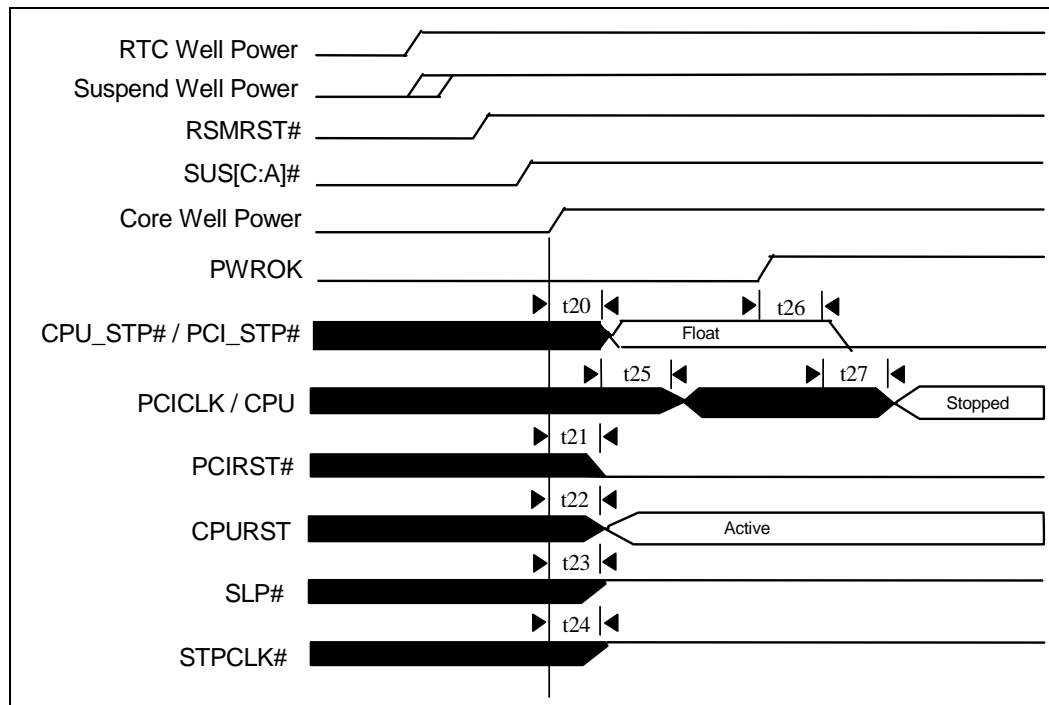 RTC Well Power
Suspend Well Power
RSMRST#
SUS[C:A]#
Core Well Power
PWROK
t20
t26
CPU_STP# / PCI_STP#
Float
t25
t27
PCICLK / CPU
Stopped
t21
PCIRST#
t22
CPURST
Active
t23
SLP#
t24
STPCLK#